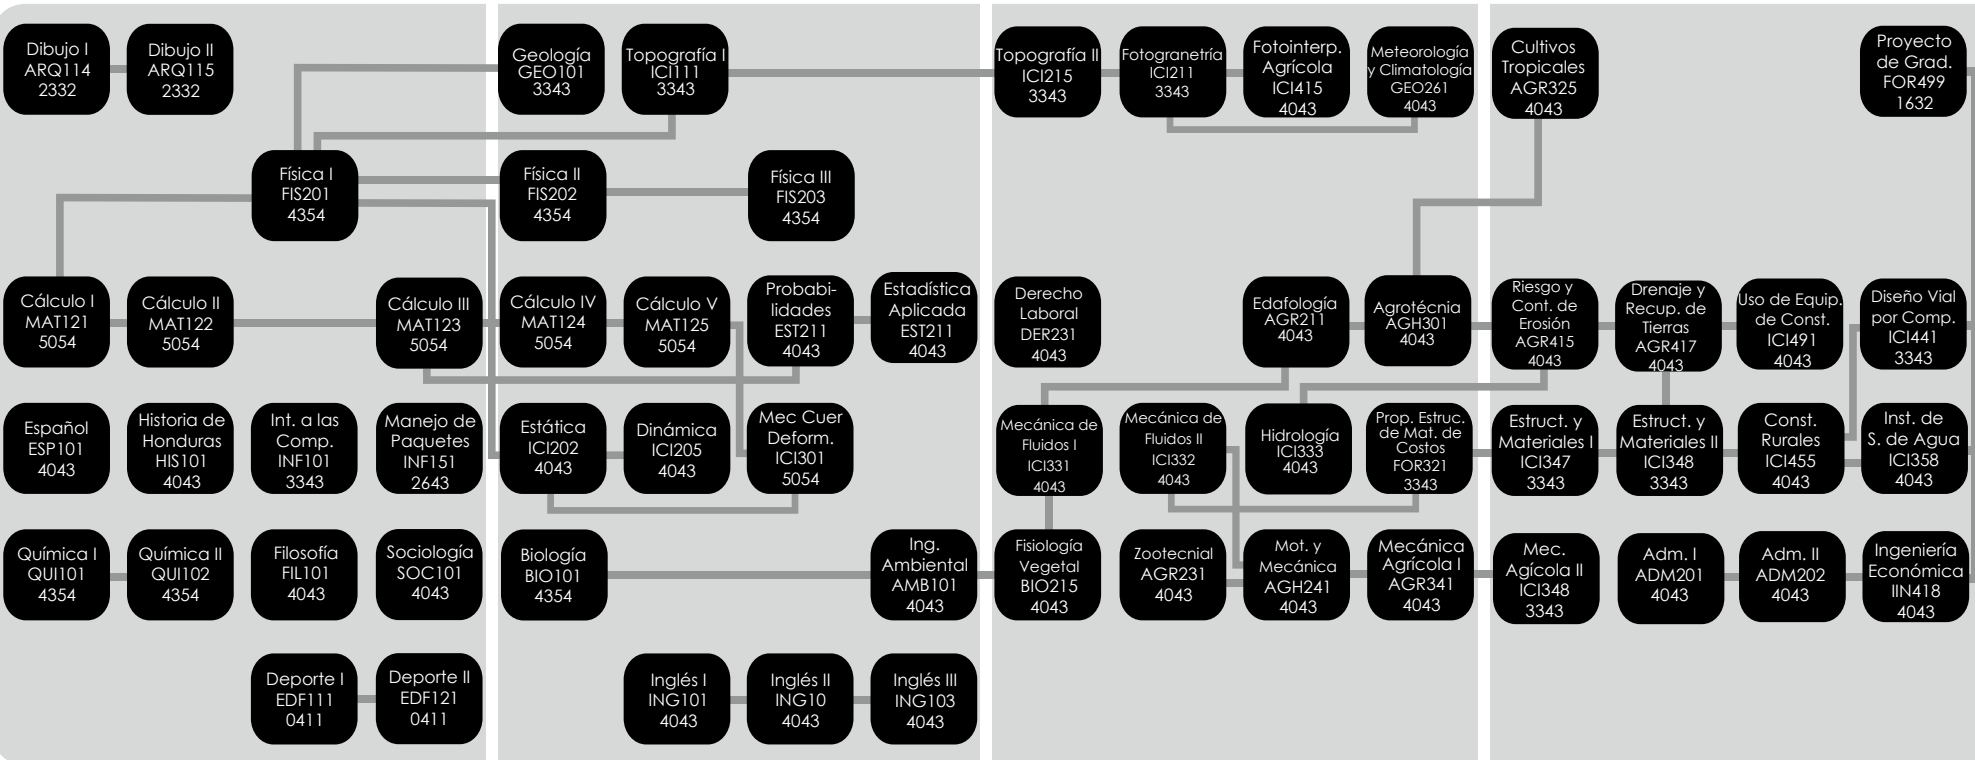 Dibujo I
ARQ114
2332
Dibujo II
ARQ115
2332
Geología
GEO101
3343
Topografía I
ICI111
3343
Topografía II
ICI215
3343
Fotogranetría
ICI211
3343
Fotointerp.
Agrícola
ICI415
4043
Meteorología
y Climatología
GEO261
4043
Cultivos
Tropicales
AGR325
4043
Proyecto
de Grad.
FOR499
1632
Física I
FIS201
4354
Física II
FIS202
4354
Física III
FIS203
4354
Cálculo I
MAT121
5054
Cálculo II
MAT122
5054
Cálculo III
MAT123
5054
Cálculo IV
MAT124
5054
Cálculo V
MAT125
5054
Probabi-
lidades
EST211
4043
Estadística
Aplicada
EST211
4043
Derecho
Laboral
DER231
4043
Edafología
AGR211
4043
Agrotécnia
AGH301
4043
Riesgo y
Cont. de
Erosión
AGR415
4043
Drenaje y
Recup. de
Tierras
AGR417
4043
Uso de Equip.
de Const.
ICI491
4043
Diseño Vial
por Comp.
ICI441
3343
Español
ESP101
4043
Historia de
Honduras
HIS101
4043
Int. a las
Comp.
INF101
3343
Manejo de
Paquetes
INF151
2643
Estática
ICI202
4043
Dinámica
ICI205
4043
Mec Cuer
Deform.
ICI301
5054
Mecánica de
Fluidos I
ICI331
4043
Mecánica de
Fluidos II
ICI332
4043
Hidrología
ICI333
4043
Prop. Estruc.
de Mat. de
Costos
FOR321
3343
Estruct. y
Materiales I
ICI347
3343
Estruct. y
Materiales II
ICI348
3343
Const.
Rurales
ICI455
4043
Inst. de
S. de Agua
ICI358
4043
Química I
QUI101
4354
Química II
QUI102
4354
Filosofía
FIL101
4043
Sociología
SOC101
4043
Biología
BIO101
4354
Ing.
Ambiental
AMB101
4043
Fisiología
Vegetal
BIO215
4043
Zootecnial
AGR231
4043
Mot. y
Mecánica
AGH241
4043
Mecánica
Agrícola I
AGR341
4043
Mec.
Agícola II
ICI348
3343
Adm. I
ADM201
4043
Adm. II
ADM202
4043
Ingeniería
Económica
IIN418
4043
Deporte I
EDF111
0411
Deporte II
EDF121
0411
Inglés I
ING101
4043
Inglés II
ING10
4043
Inglés III
ING103
4043